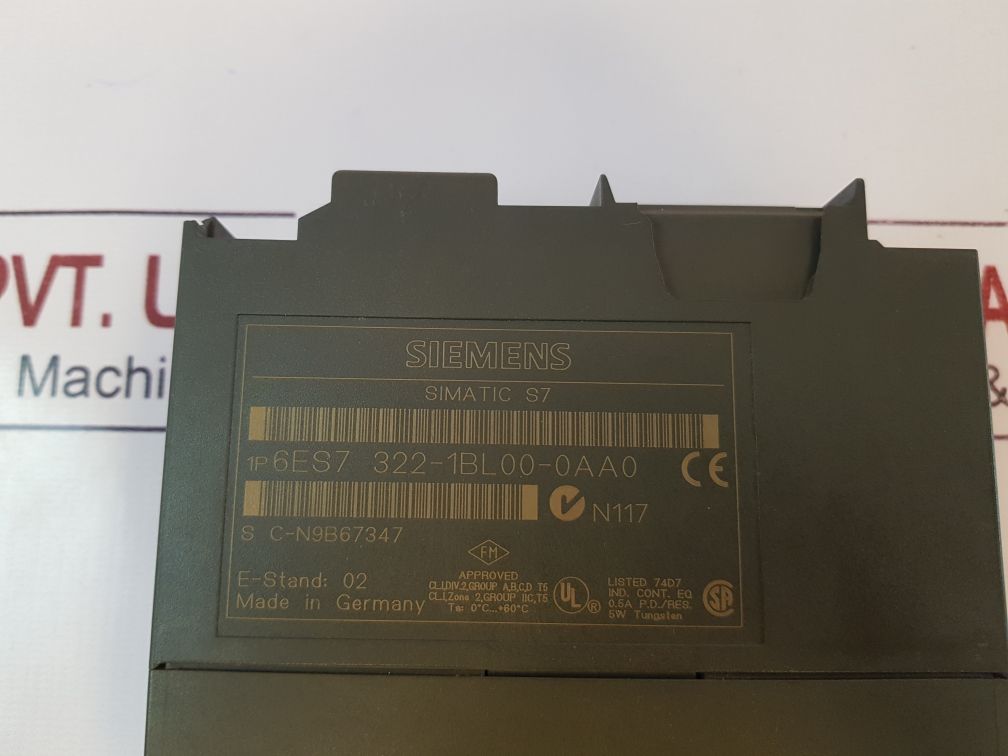 PVT. U
A
Machi
&
SIEMENS
SIMATIC S7
1P 6ES7 322-1BL00-0AA0
CE
N117
S C-N9B67347
FM
APPROVED
CL.I,DIV.2,GROUP A,B,C,D T5
CL.I,Zone 2,GROUP IIC,T5
Ta: 0°C...+60°C
E-Stand: 02
Made in Germany
UL ®
LISTED 74D7
IND. CONT. EQ
0.5A P.D./RES.
5W Tungsten
SA